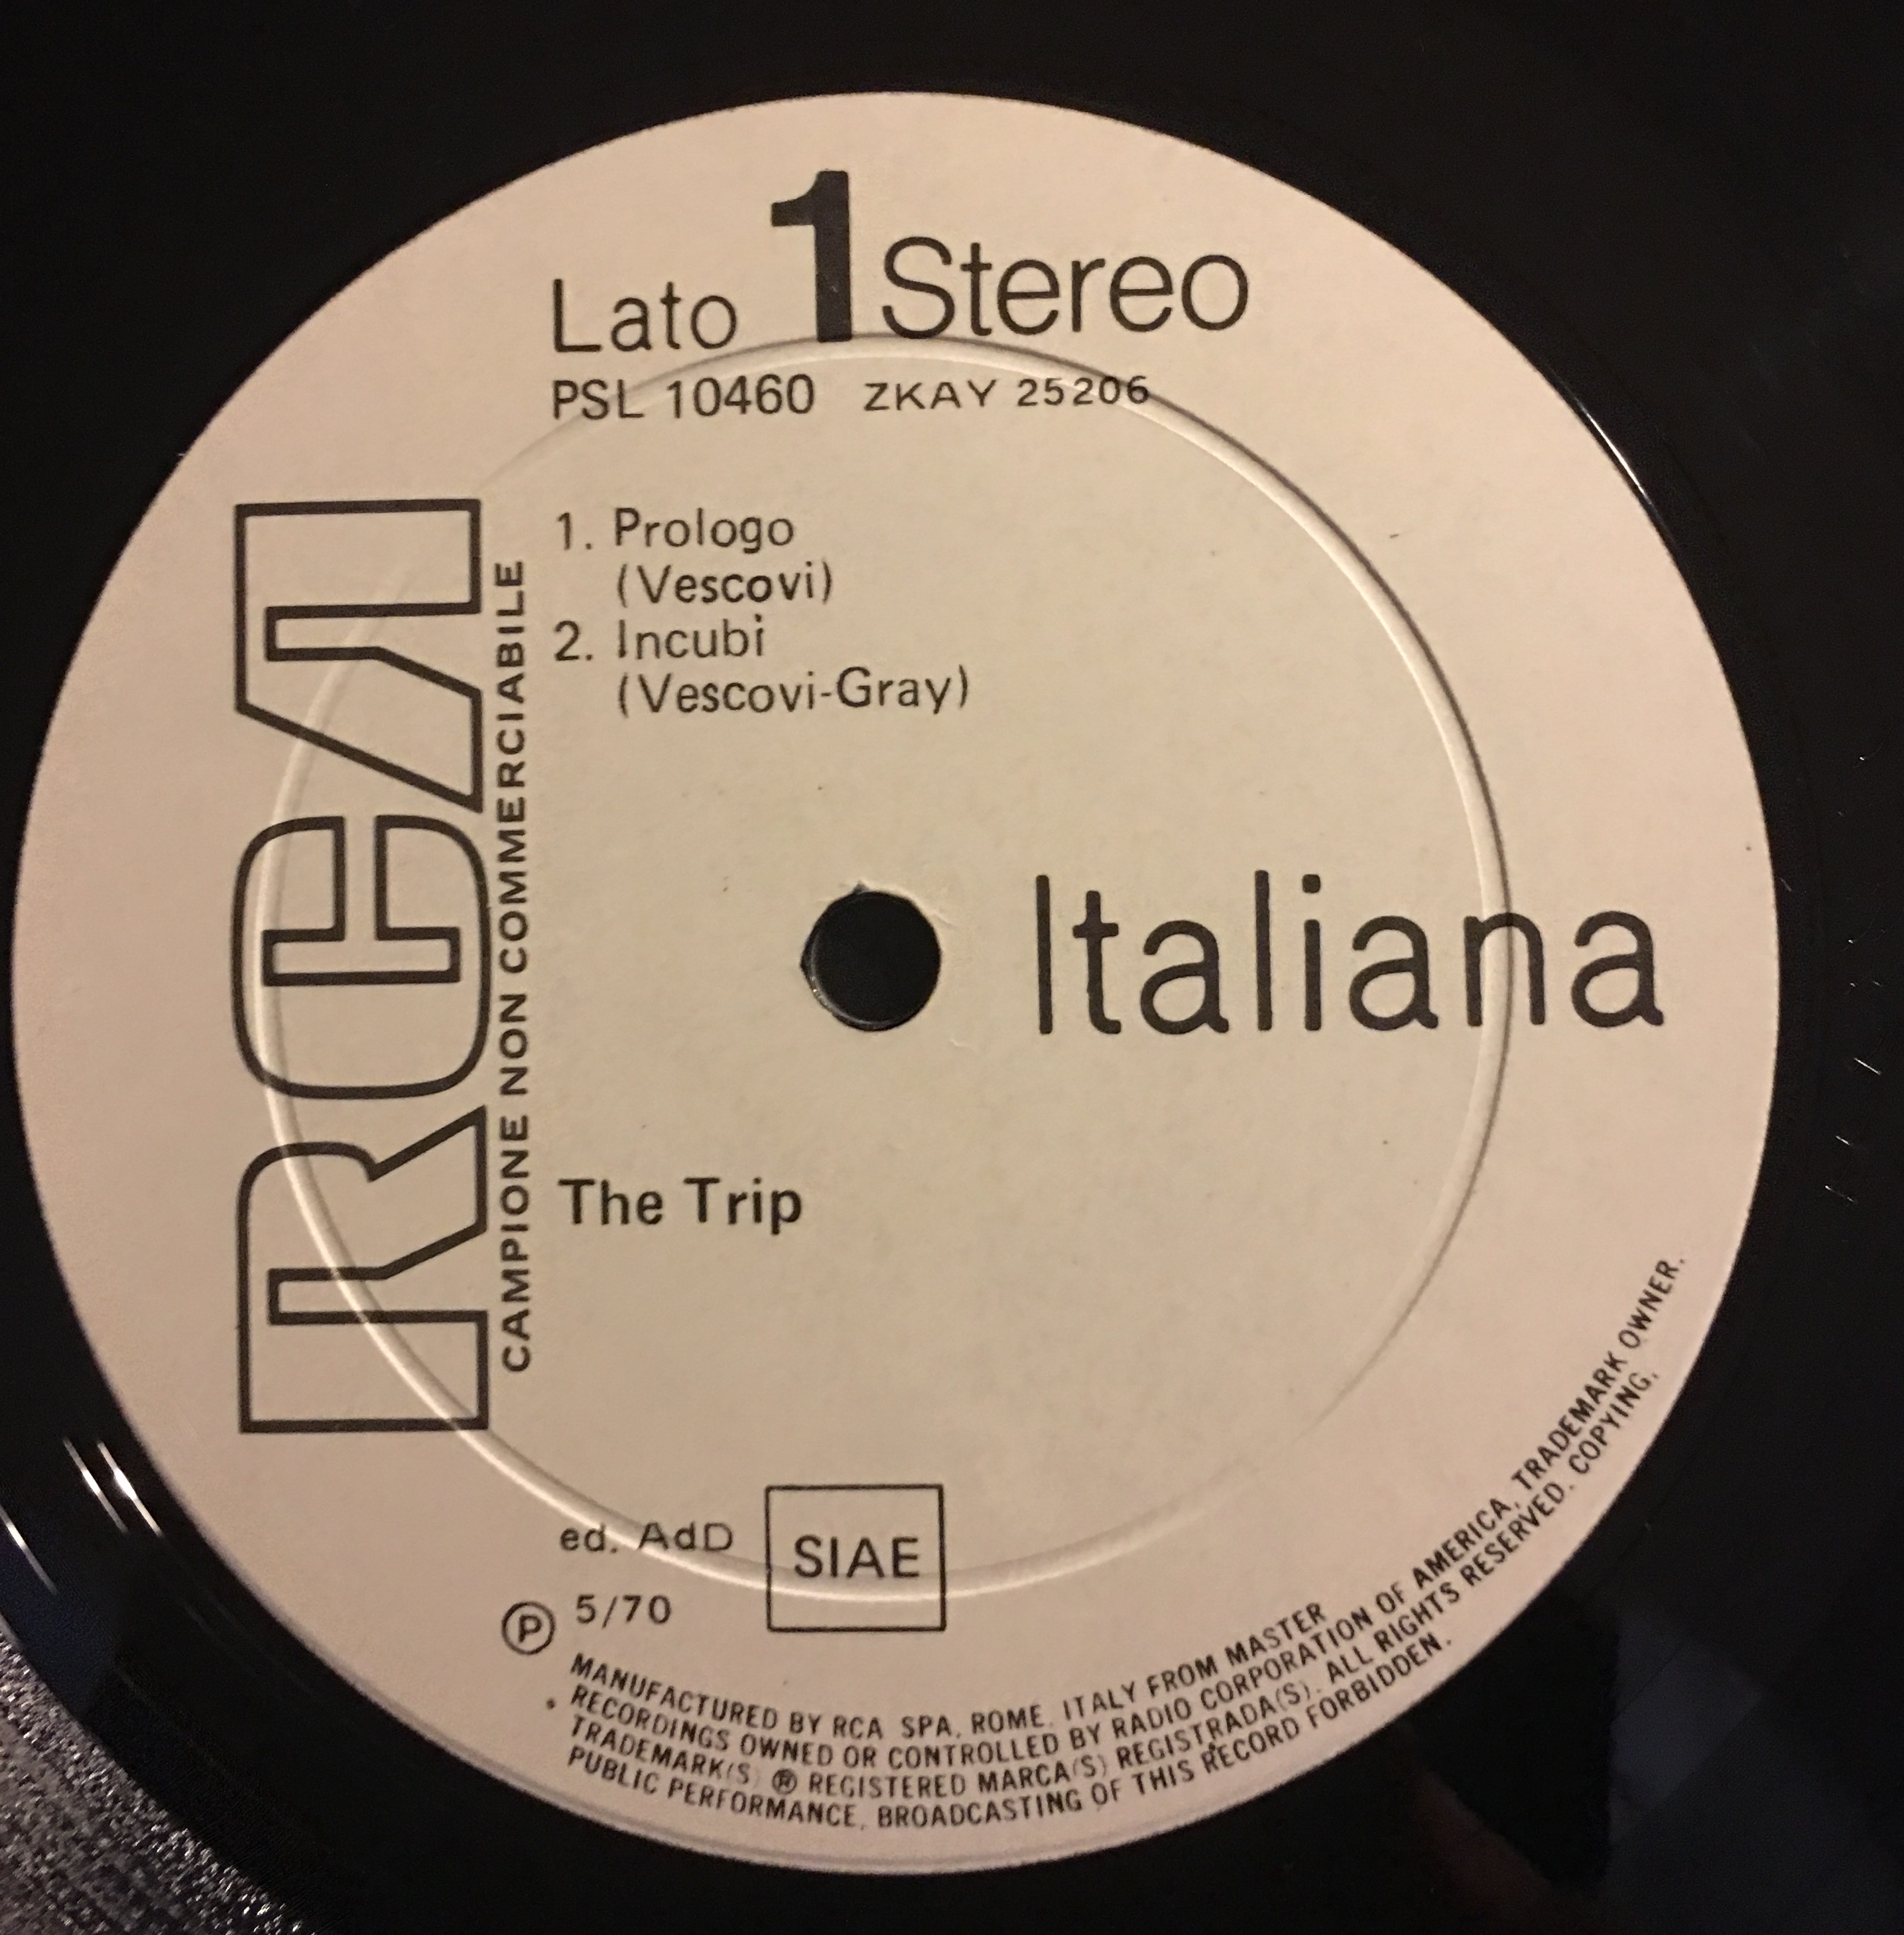 Lato 1 Stereo
PSL 10460 ZKAY 25206
RCA
CAMPIONE NON COMMERCIABILE
1. Prologo
(Vescovi)
2. Incubi
(Vescovi-Gray)
Italiana
The Trip
ed. AdD
SIAE
Ⓟ 5/70
MANUFACTURED BY RCA SPA. ROME. ITALY FROM MASTER
RECORDINGS OWNED OR CONTROLLED BY RADIO CORPORATION OF AMERICA, TRADEMARK OWNER.
TRADEMARK(S) ® REGISTERED MARCA(S) REGISTRADA(S). ALL RIGHTS RESERVED. COPYING,
PUBLIC PERFORMANCE, BROADCASTING OF THIS RECORD FORBIDDEN.